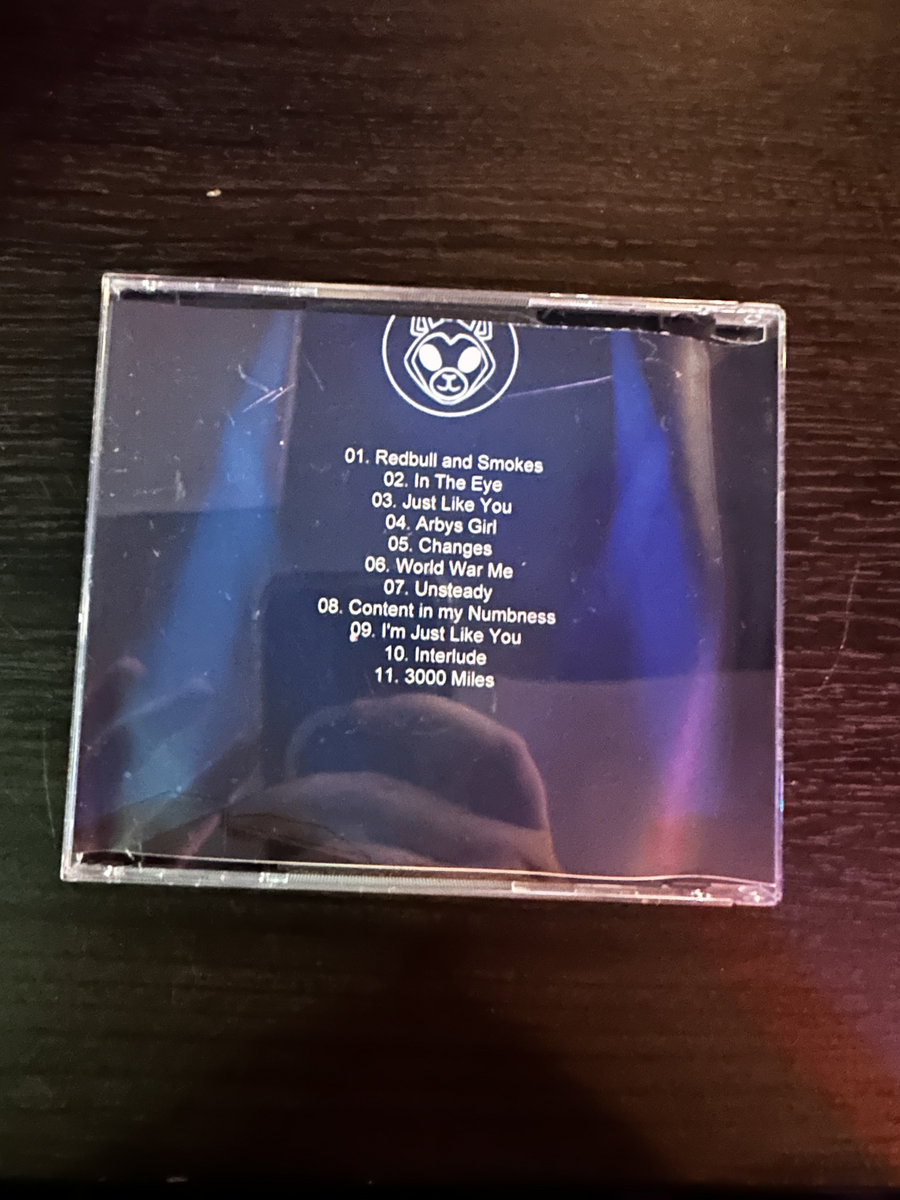 01. Redbull and Smokes
02. In The Eye
03. Just Like You
04. Arbys Girl
05. Changes
06. World War Me
07. Unsteady
08. Content in my Numbness
09. I'm Just Like You
10. Interlude
11. 3000 Miles